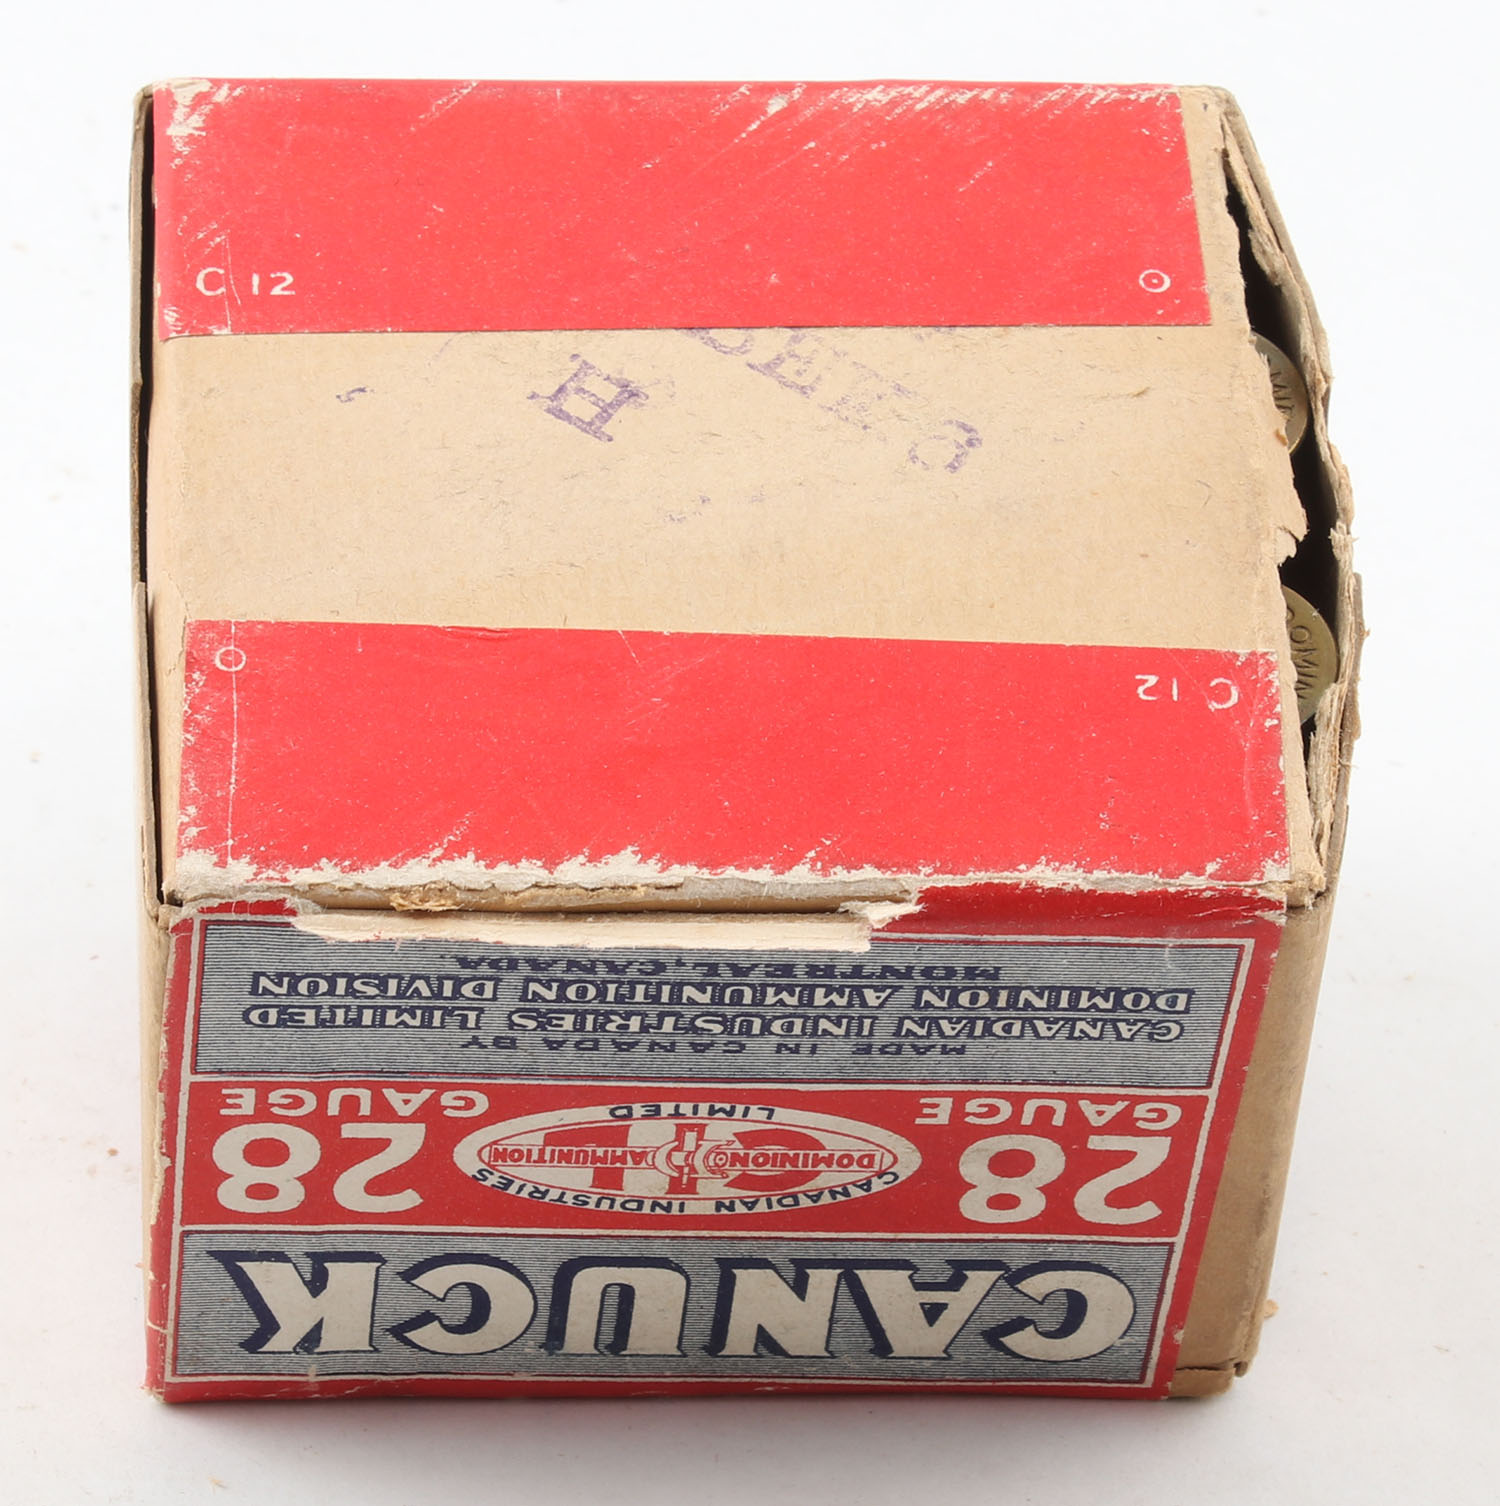 C 12
H
C 12
CANUCK
28 GAUGE
CANADIAN INDUSTRIES
CIL
DOMINION AMMUNITION
LIMITED
28 GAUGE
MADE IN CANADA BY
CANADIAN INDUSTRIES LIMITED
DOMINION AMMUNITION DIVISION
MONTREAL, CANADA.